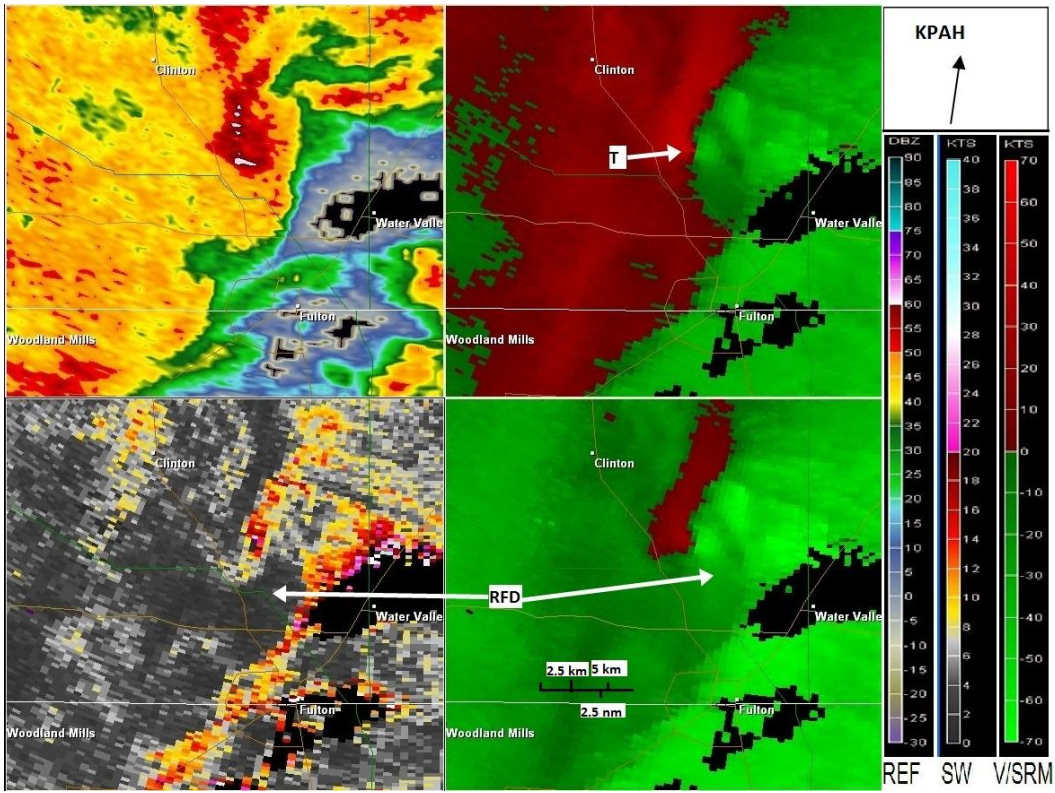 Clinton
Water Valle
Fulton
Woodland Mills
Clinton
T
Water Valle
Fulton
Woodland Mills
KPAH
DBZ
90
85
80
75
70
65
60
55
50
45
40
35
30
25
20
15
10
5
0
-5
-10
-15
-20
-25
-30
KTS
40
38
36
34
32
30
28
26
24
22
20
18
16
14
12
10
8
6
4
2
0
KTS
70
60
50
40
30
20
10
0
-10
-20
-30
-40
-50
-60
-70
Clinton
RFD
Water Valle
Fulton
Woodland Mills
Clinton
Water Valle
2.5 km 5 km
2.5 nm
Fulton
Woodland Mills
REF SW V/SRM